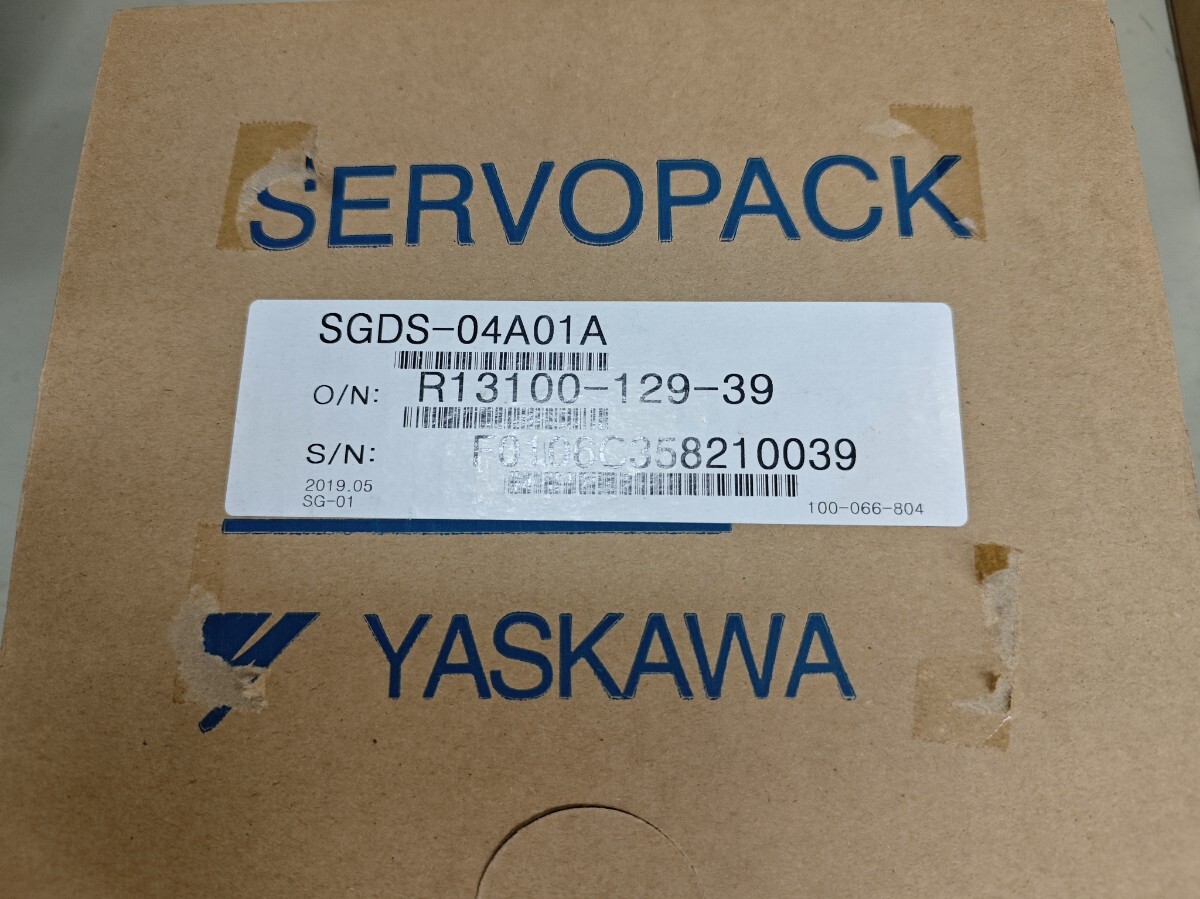 SERVOPACK
SGDS-04A01A
O/N: R13100-129-39
S/N: F0106C358210039
2019.05
SG-01
100-066-804
YASKAWA